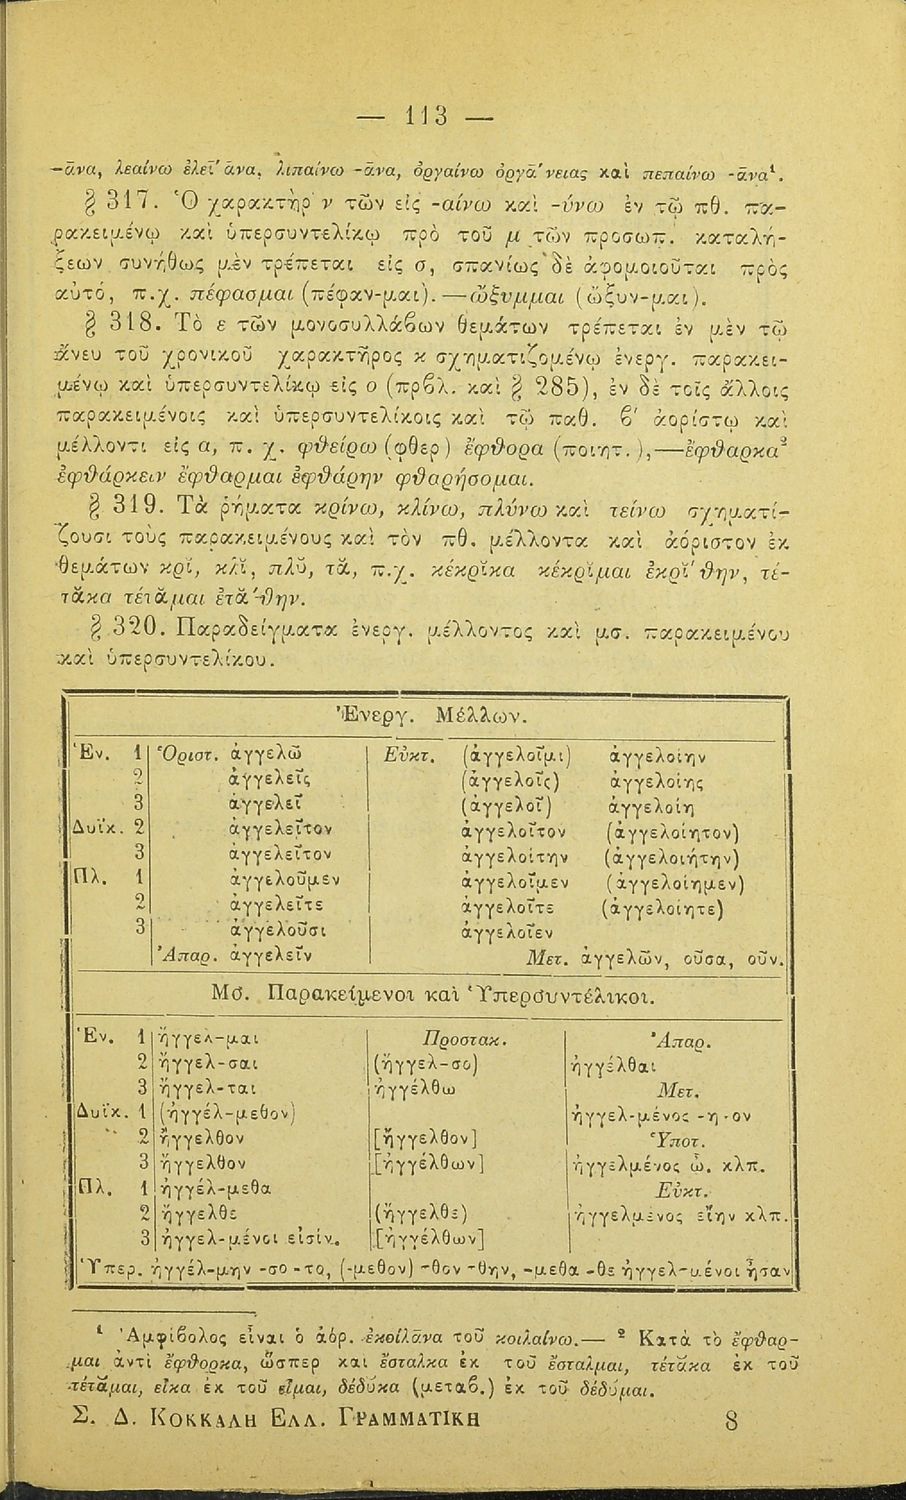 — 113 —
-ᾱνα, λεαίνω ἐλεῖ'ᾱνα, λιπαίνω -ᾱνα, ὀργαίνω ὀργά'νειας καὶ πεπαίνω -ᾱνα¹.
§ 317. Ὁ χαρακτὴρ ν τῶν εἰς -αίνω καὶ -ύνω ἐν τῷ πθ. πα-
ρακειμένῳ καὶ ὑπερσυντελίκῳ πρὸ τοῦ μ τῶν προσωπ. καταλή-
ξεων συνήθως μὲν τρέπεται εἰς σ, σπανίως δὲ ἀφομοιοῦται πρὸς
αὐτό, π.χ. πέφασμαι (πέφαν-μαι).—ὤξυμμαι (ὤξυν-μαι).
§ 318. Τὸ ε τῶν μονοσυλλάβων θεμάτων τρέπεται ἐν μὲν τῷ
ἄνευ τοῦ χρονικοῦ χαρακτῆρος κ σχηματιζομένῳ ἐνεργ. παρακει-
μένῳ καὶ ὑπερσυντελίκῳ εἰς ο (πρβλ. καὶ § 285), ἐν δὲ τοῖς ἄλλοις
παρακειμένοις καὶ ὑπερσυντελίκοις καὶ τῷ παθ. β' ἀορίστῳ καὶ
μέλλοντι εἰς α, π. χ. φθείρω (φθερ) ἔφθορα (ποιητ.),—ἔφθαρκα²
ἐφθάρκειν ἔφθαρμαι ἐφθάρην φθαρήσομαι.
§ 319. Τὰ ῥήματα κρίνω, κλίνω, πλύνω καὶ τείνω σχηματί-
ζουσι τοὺς παρακειμένους καὶ τὸν πθ. μέλλοντα καὶ ἀόριστον ἐκ
θεμάτων κρῐ, κλῐ, πλῠ, τᾰ, π.χ. κέκρῐκα κέκρῐμαι ἐκρῐ'θην, τέ-
τᾰκα τέτᾰμαι ἐτᾰ'θην.
§ 320. Παραδείγματα ἐνεργ. μέλλοντος καὶ μσ. παρακειμένου
καὶ ὑπερσυντελίκου.
Ἐνεργ. Μέλλων.
Ἑν. 1 Ὁριστ. ἀγγελῶ Εὐκτ. (ἀγγελοῖμι) ἀγγελοίην
2 ἀγγελεῖς (ἀγγελοῖς) ἀγγελοίης
3 ἀγγελεῖ (ἀγγελοῖ) ἀγγελοίη
Δυϊκ. 2 ἀγγελεῖτον ἀγγελοῖτον (ἀγγελοίητον)
3 ἀγγελεῖτον ἀγγελοίτην (ἀγγελοιήτην)
Πλ. 1 ἀγγελοῦμεν ἀγγελοῖμεν (ἀγγελοίημεν)
2 ἀγγελεῖτε ἀγγελοῖτε (ἀγγελοίητε)
3 ἀγγελοῦσι ἀγγελοῖεν
Ἀπαρ. ἀγγελεῖν Μετ. ἀγγελῶν, οῦσα, οῦν.
Μσ. Παρακείμενοι καὶ Ὑπερσυντέλικοι.
Ἑν. 1 ἤγγελ-μαι Προστακ. Ἀπαρ.
2 ἤγγελ-σαι (ἤγγελ-σο) ἠγγέλθαι
3 ἤγγελ-ται ἠγγέλθω Μετ.
Δυϊκ. 1 (ἠγγέλ-μεθον) ἠγγελ-μένος -η -ον
2 ἤγγελθον [ἤγγελθον] Ὑποτ.
3 ἤγγελθον [ἠγγέλθων] ἠγγελμένος ὦ. κλπ.
Πλ. 1 ἠγγέλ-μεθα Εὐκτ.
2 ἤγγελθε (ἤγγελθε) ἠγγελμένος εἴην κλπ.
3 ἠγγελ-μένοι εἰσίν. [ἠγγέλθων]
Ὑπερ. ἠγγέλ-μην -σο -το, (-μεθον) -θον -θην, -μεθα -θε ἠγγελ-μένοι ἦσαν
¹ Ἀμφίβολος εἶναι ὁ ἀόρ. ἐκοίλᾱνα τοῦ κοιλαίνω.— ² Κατὰ τὸ ἔφθαρ-
μαι ἀντὶ ἔφθορκα, ὥσπερ καὶ ἔσταλκα ἐκ τοῦ ἔσταλμαι, τέτᾰκα ἐκ τοῦ
τέτᾰμαι, εἷκα ἐκ τοῦ εἷμαι, δέδῠκα (μεταβ.) ἐκ τοῦ δέδῠμαι.
Σ. Δ. ΚΟΚΚΑΛΗ ΕΛΛ. ΓΡΑΜΜΑΤΙΚΗ 8